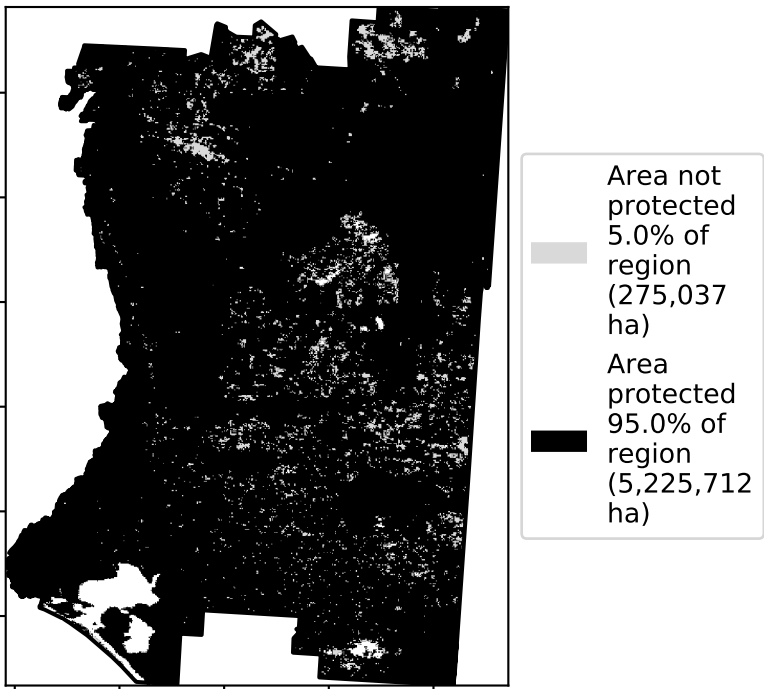 Area not
protected
5.0% of
region
(275,037
ha)
Area
protected
95.0% of
region
(5,225,712
ha)